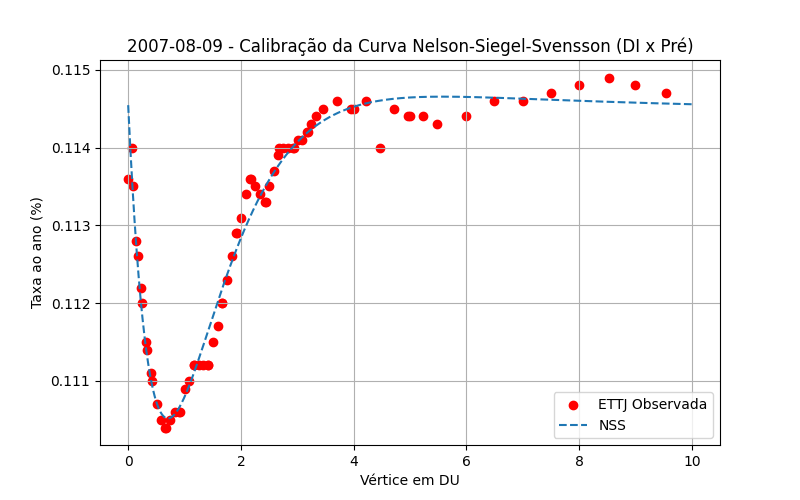 2007-08-09 - Calibração da Curva Nelson-Siegel-Svensson (DI x Pré)
0.115
0.114
0.113
0.112
0.111
Taxa ao ano (%)
ETTJ Observada
NSS
0 2 4 6 8 10
Vértice em DU